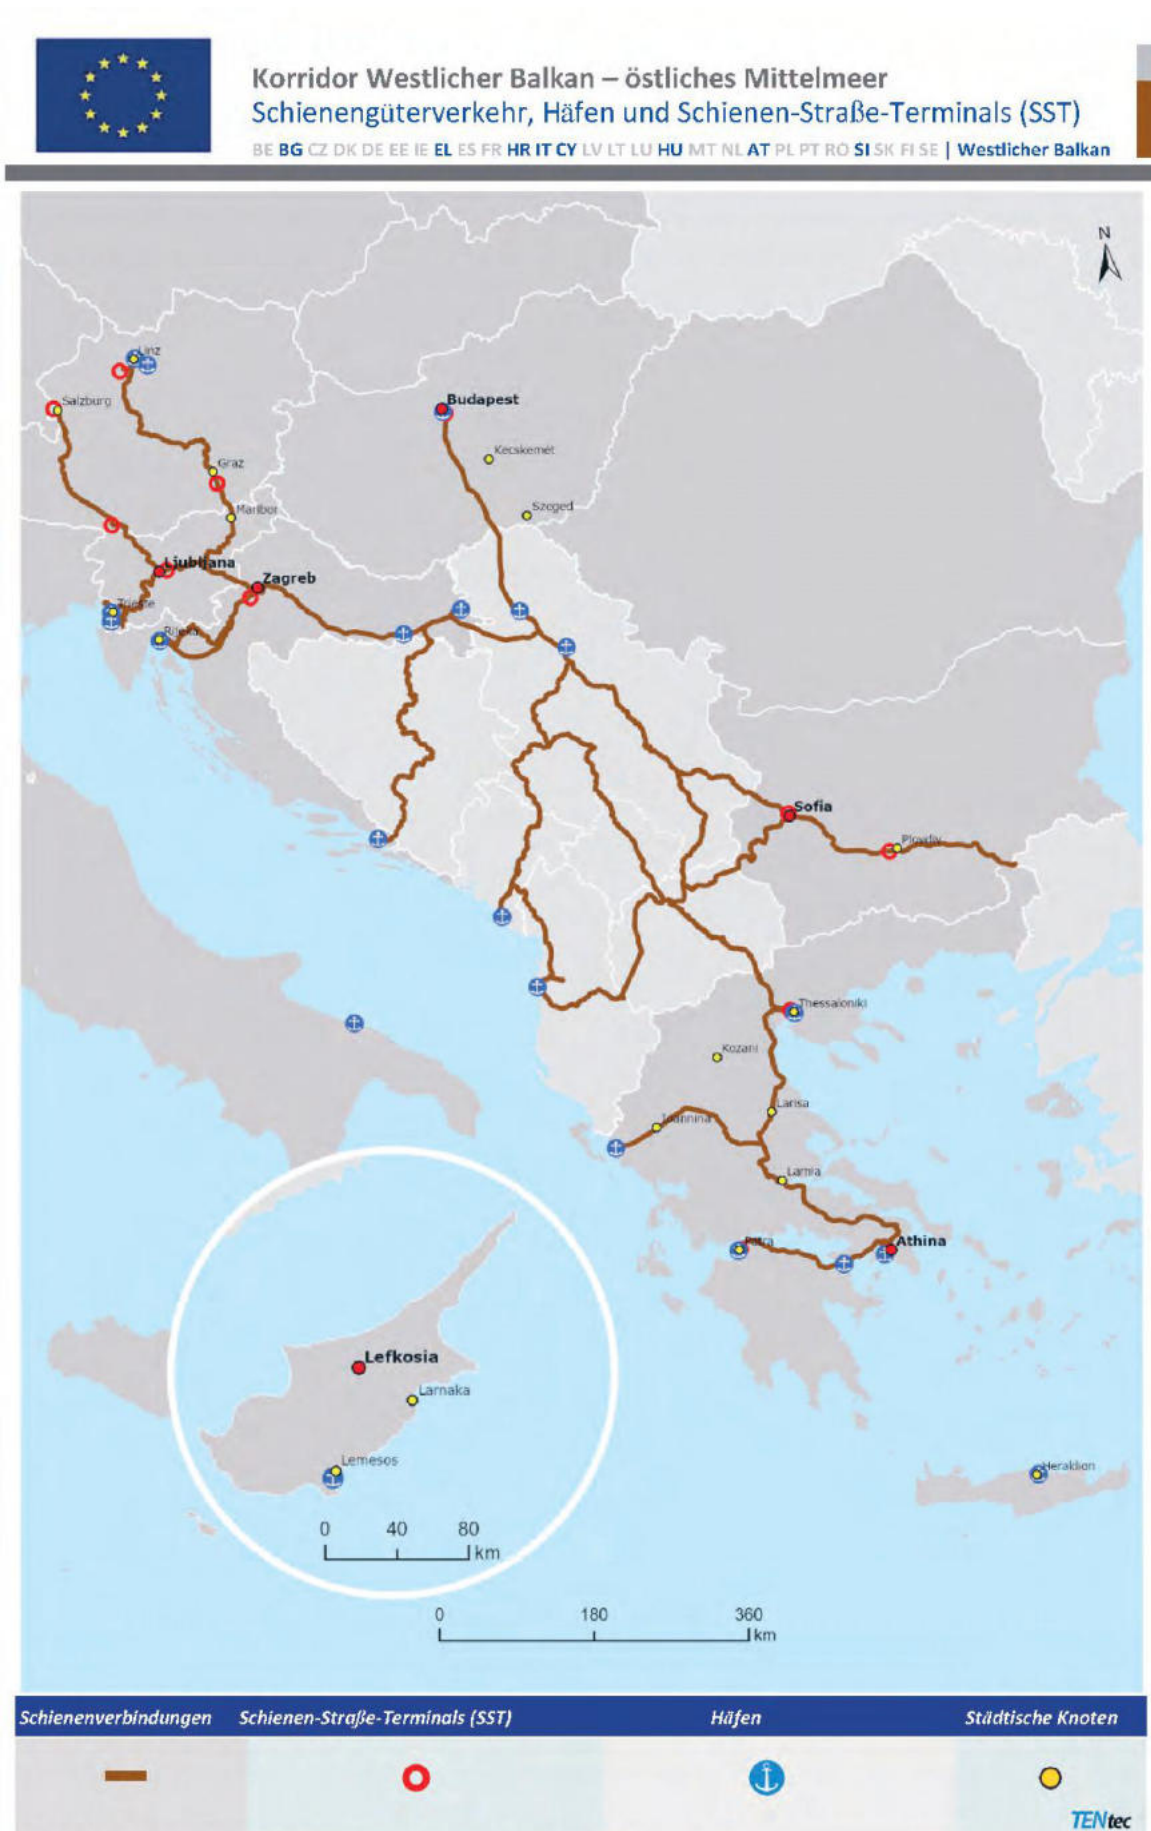 Korridor Westlicher Balkan – östliches Mittelmeer
Schienengüterverkehr, Häfen und Schienen-Straße-Terminals (SST)
BE BG CZ DK DE EE IE EL ES FR HR IT CY LV LT LU HU MT NL AT PL PT RO SI SK FI SE | Westlicher Balkan
N
Linz
Salzburg
Budapest
Kecskemét
Graz
Szeged
Maribor
Ljubljana
Zagreb
Trieste
Rijeka
Sofia
Plovdiv
Thessaloniki
Kozani
Larisa
Ioannina
Lamia
Patra
Athina
Lefkosia
Larnaka
Lemesos
Heraklion
0 40 80
km
0 180 360
km
Schienenverbindungen Schienen-Straße-Terminals (SST) Häfen Städtische Knoten
TENtec